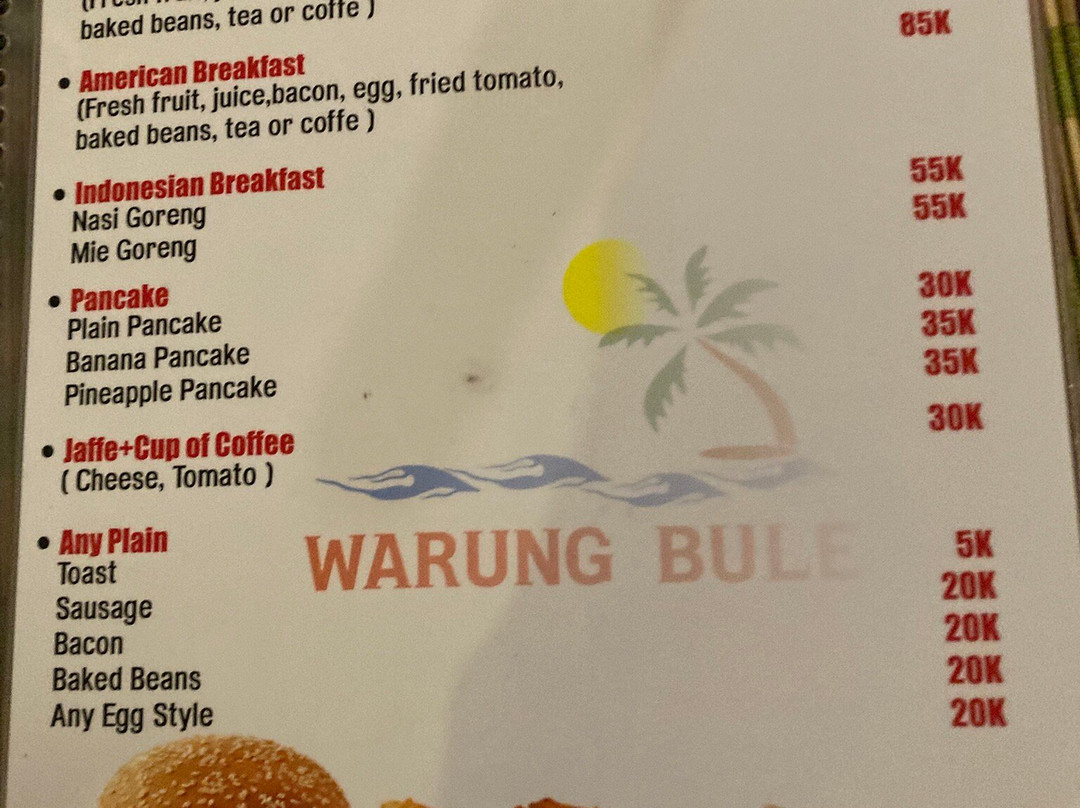 baked beans, tea or coffe )
85K
• American Breakfast
(Fresh fruit, juice,bacon, egg, fried tomato,
baked beans, tea or coffe )
• Indonesian Breakfast
55K
Nasi Goreng
55K
Mie Goreng
• Pancake
30K
Plain Pancake
35K
Banana Pancake
35K
Pineapple Pancake
30K
• Jaffe+Cup of Coffee
( Cheese, Tomato )
• Any Plain
5K
Toast
20K
Sausage
20K
Bacon
20K
Baked Beans
20K
Any Egg Style
WARUNG BULE